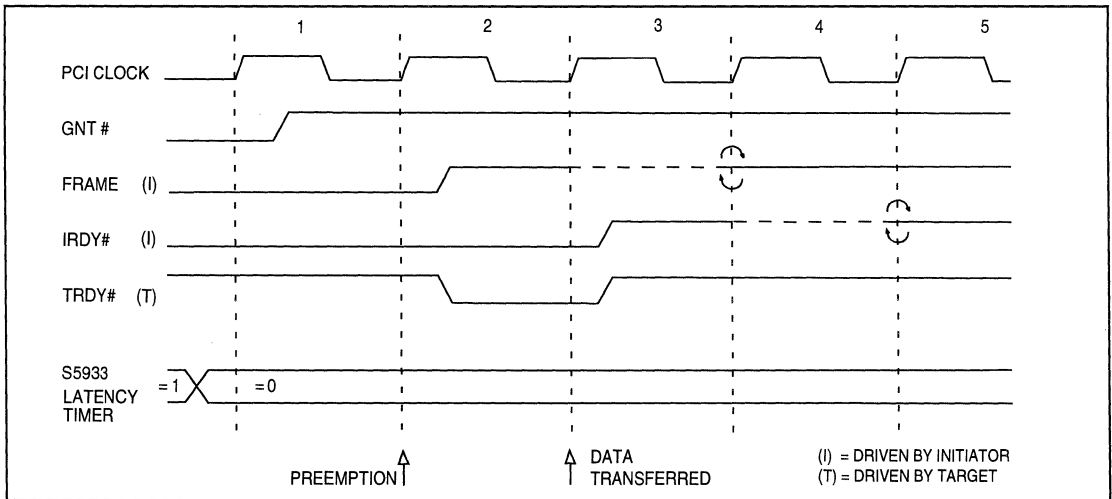 1 2 3 4 5
PCI CLOCK
GNT #
FRAME (I)
IRDY# (I)
TRDY# (T)
S5933
LATENCY
TIMER
=1 =0
PREEMPTION
DATA
TRANSFERRED
(I) = DRIVEN BY INITIATOR
(T) = DRIVEN BY TARGET